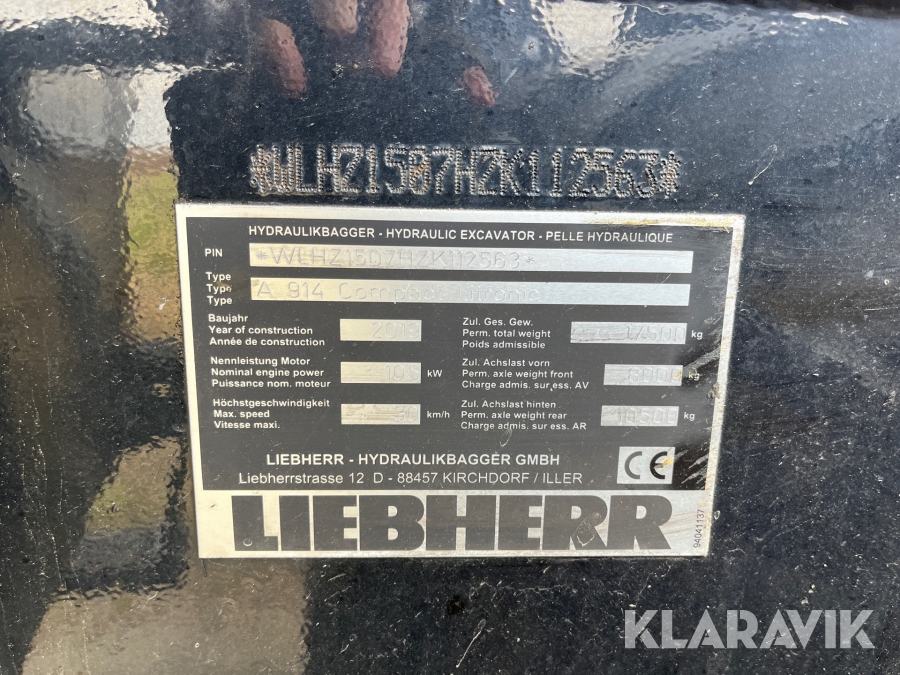 *WLHZ1587HZK112563*
HYDRAULIKBAGGER - HYDRAULIC EXCAVATOR - PELLE HYDRAULIQUE
PIN
Type A 914
Type
Type
Baujahr
Year of construction
Année de construction
Nennleistung Motor
Nominal engine power kW
Puissance nom. moteur
Höchstgeschwindigkeit
Max. speed km/h
Vitesse maxi.
Zul. Ges. Gew.
Perm. total weight kg
Poids admissible
Zul. Achslast vorn
Perm. axle weight front kg
Charge admis. sur ess. AV
Zul. Achslast hinten
Perm. axle weight rear 10500 kg
Charge admis. sur ess. AR
LIEBHERR - HYDRAULIKBAGGER GMBH
Liebherrstrasse 12 D - 88457 KIRCHDORF / ILLER
CE
LIEBHERR
94041137
KLARAVIK